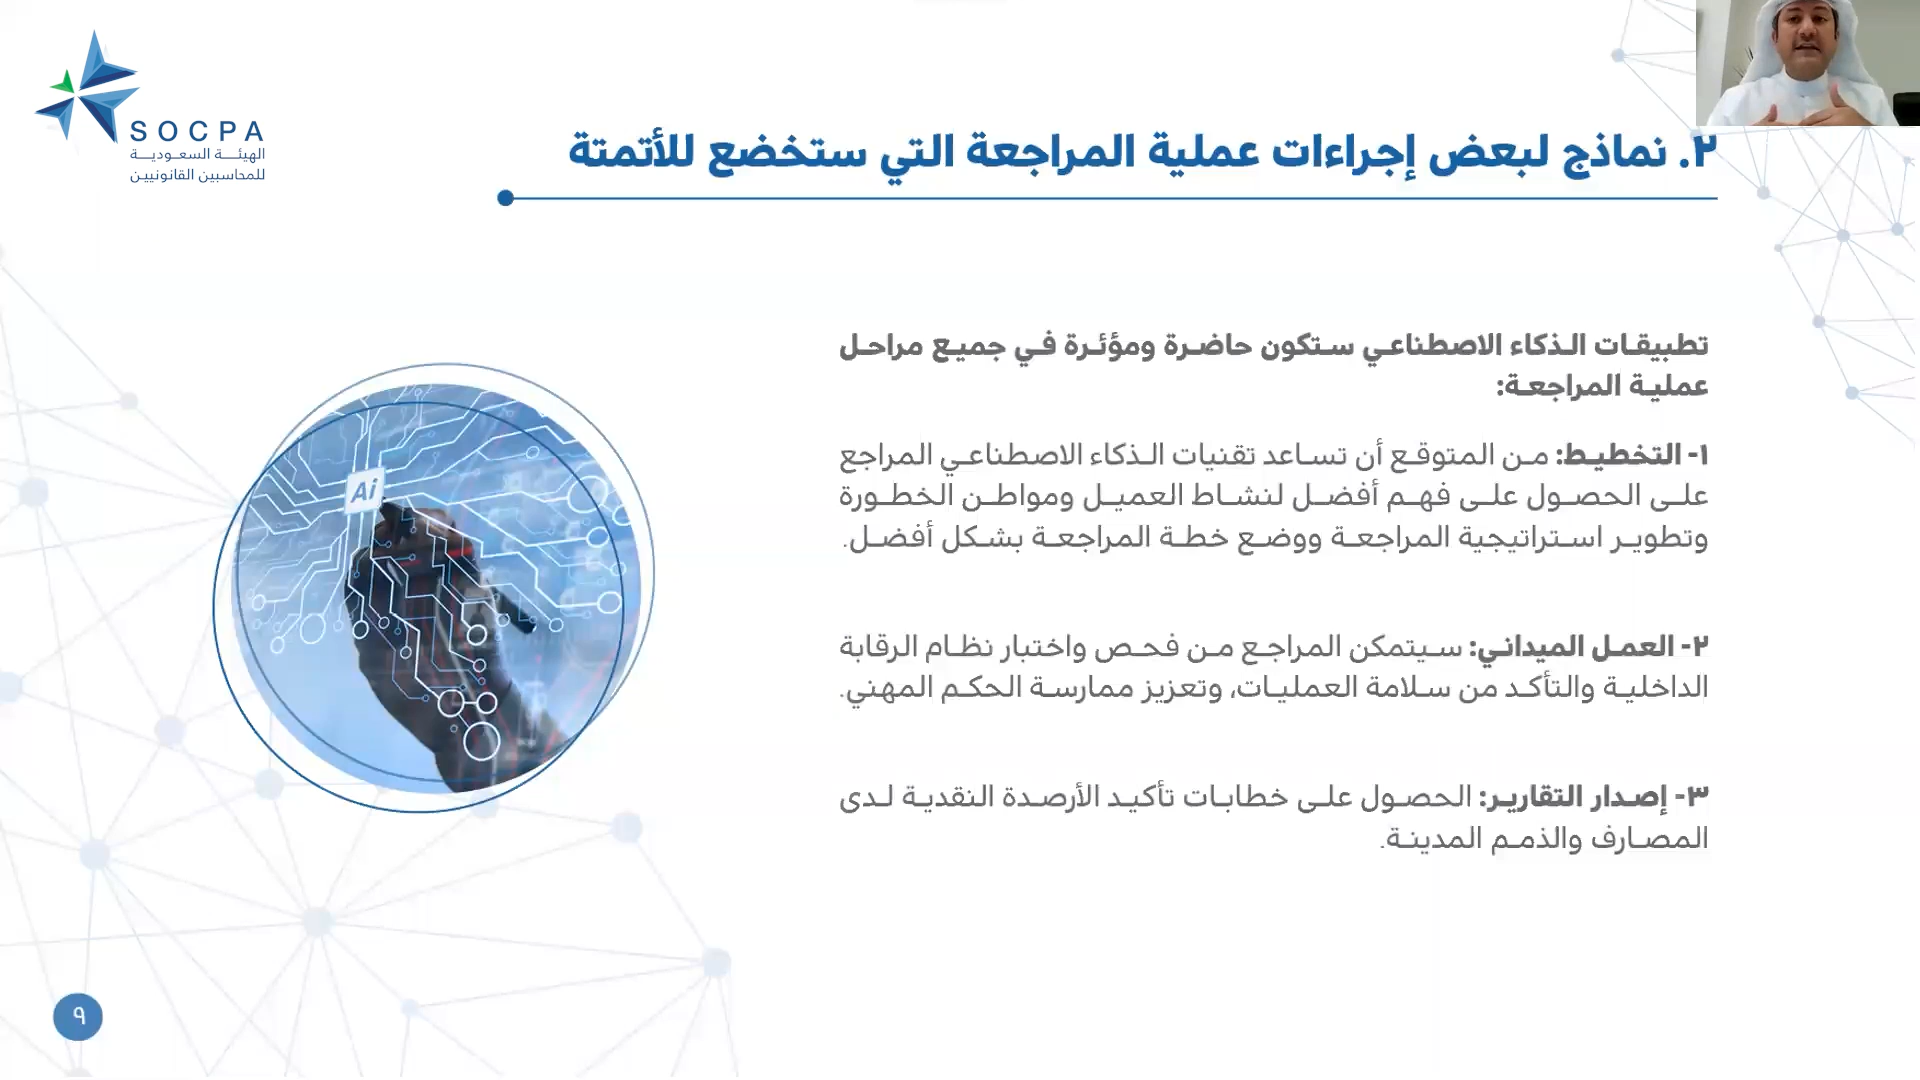 SOCPA
الهيئة السعودية
للمحاسبين القانونيين
٢. نماذج لبعض إجراءات عملية المراجعة التي ستخضع للأتمتة
تطبيقات الذكاء الاصطناعي ستكون حاضرة ومؤثرة في جميع مراحل
عملية المراجعة:
١- التخطيط: من المتوقع أن تساعد تقنيات الذكاء الاصطناعي المراجع
على الحصول على فهم أفضل لنشاط العميل ومواطن الخطورة
وتطوير استراتيجية المراجعة ووضع خطة المراجعة بشكل أفضل.
٢- العمل الميداني: سيتمكن المراجع من فحص واختبار نظام الرقابة
الداخلية والتأكد من سلامة العمليات، وتعزيز ممارسة الحكم المهني.
٣- إصدار التقارير: الحصول على خطابات تأكيد الأرصدة النقدية لدى
المصارف والذمم المدينة.
Ai
٩